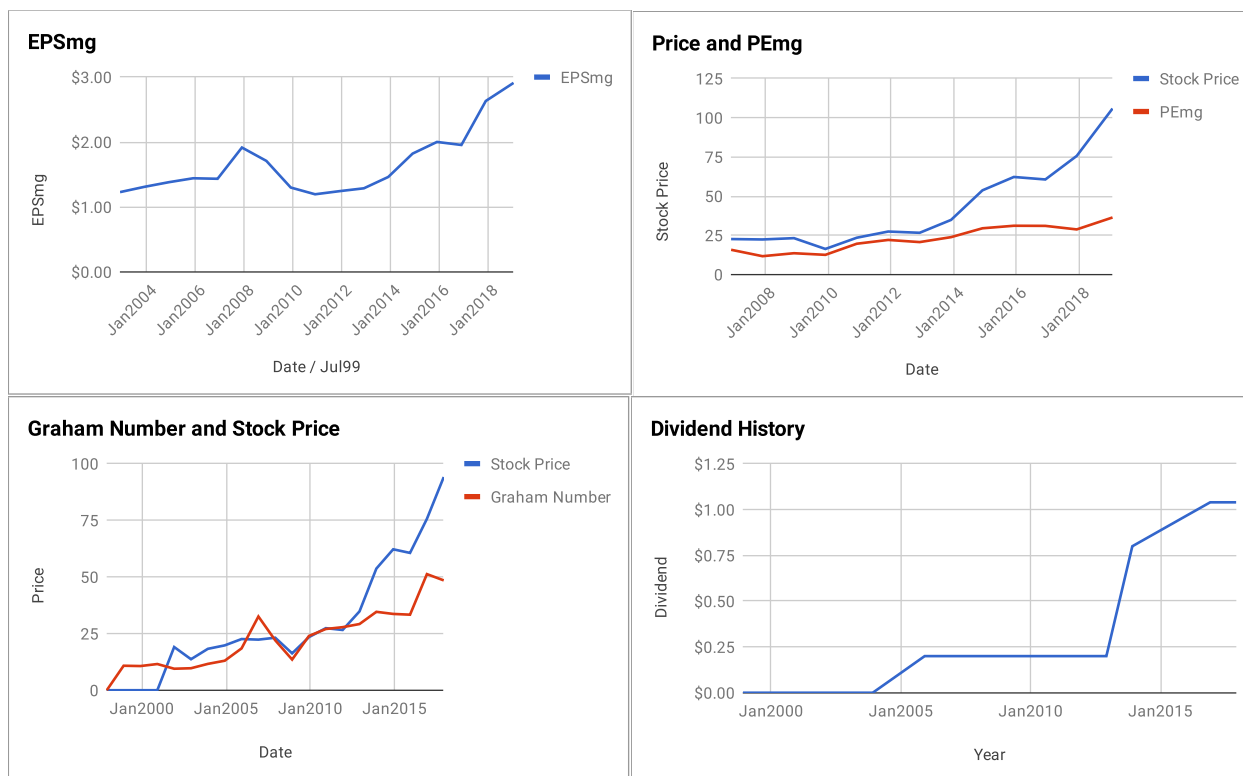 EPSmg
$3.00
$2.00
$1.00
$0.00
EPSmg
EPSmg
Jan2004
Jan2006
Jan2008
Jan2010
Jan2012
Jan2014
Jan2016
Jan2018
Date / Jul99
Price and PEmg
125
100
75
50
25
0
Stock Price
Stock Price
PEmg
Jan2008
Jan2010
Jan2012
Jan2014
Jan2016
Jan2018
Date
Graham Number and Stock Price
100
75
50
25
0
Price
Stock Price
Graham Number
Jan2000
Jan2005
Jan2010
Jan2015
Date
Dividend History
$1.25
$1.00
$0.75
$0.50
$0.25
$0.00
Dividend
Jan2000
Jan2005
Jan2010
Jan2015
Year